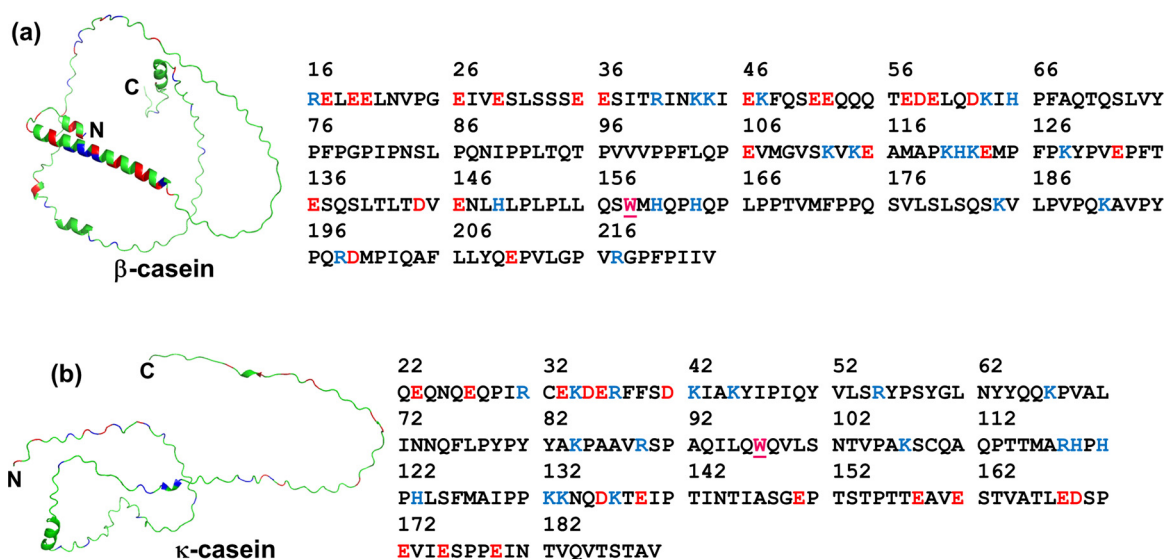 (a)
N
C
β-casein
16 26 36 46 56 66
RELEELNVPG EIVESLSSSE ESITRINKKI EKFQSEEQQQ TEDELQDKIH PFAQTQSLVY
76 86 96 106 116 126
PFPGPIPNSL PQNIPPLTQT PVVVPPFLQP EVMGVSKVKE AMAPKHKEMP FPKYPVEPFT
136 146 156 166 176 186
ESQSLTLTDV ENLHLPLPLL QSWMHQPHQP LPPTVMFPPQ SVLSLSQSKV LPVPQKAVPY
196 206 216
PQRDMPIQAF LLYQEPVLGP VRGPFPIIV
(b)
C
N
κ-casein
22 32 42 52 62
QEQNQEQPIR CEKDERFFSD KIAKYIPIQY VLSRYPSYGL NYYQQKPVAL
72 82 92 102 112
INNQFLPYPY YAKPAAVRSP AQILQWQVLS NTVPAKSCQA QPTTMARHPH
122 132 142 152 162
PHLSFMAIPP KKNQDKTEIP TINTIASGEP TSTPTTEAVE STVATLEDSP
172 182
EVIESPPEIN TVQVTSTAV